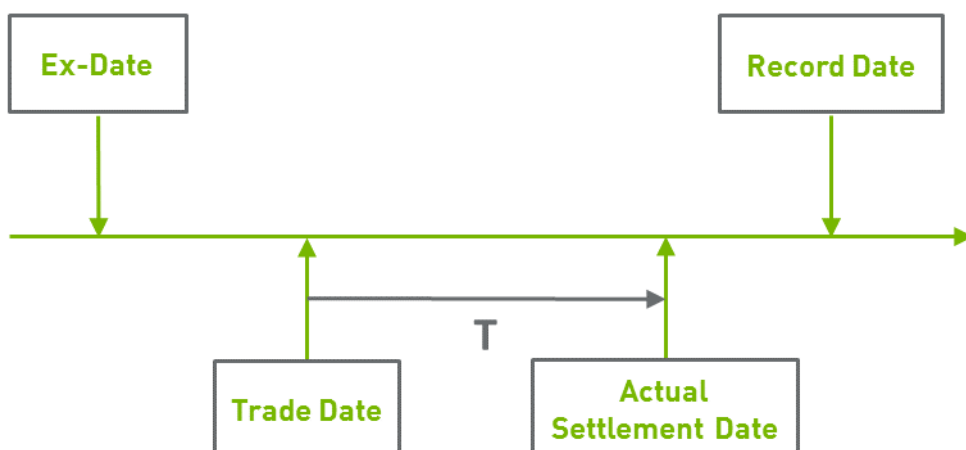 Ex-Date
Record Date
T
Trade Date
Actual
Settlement Date